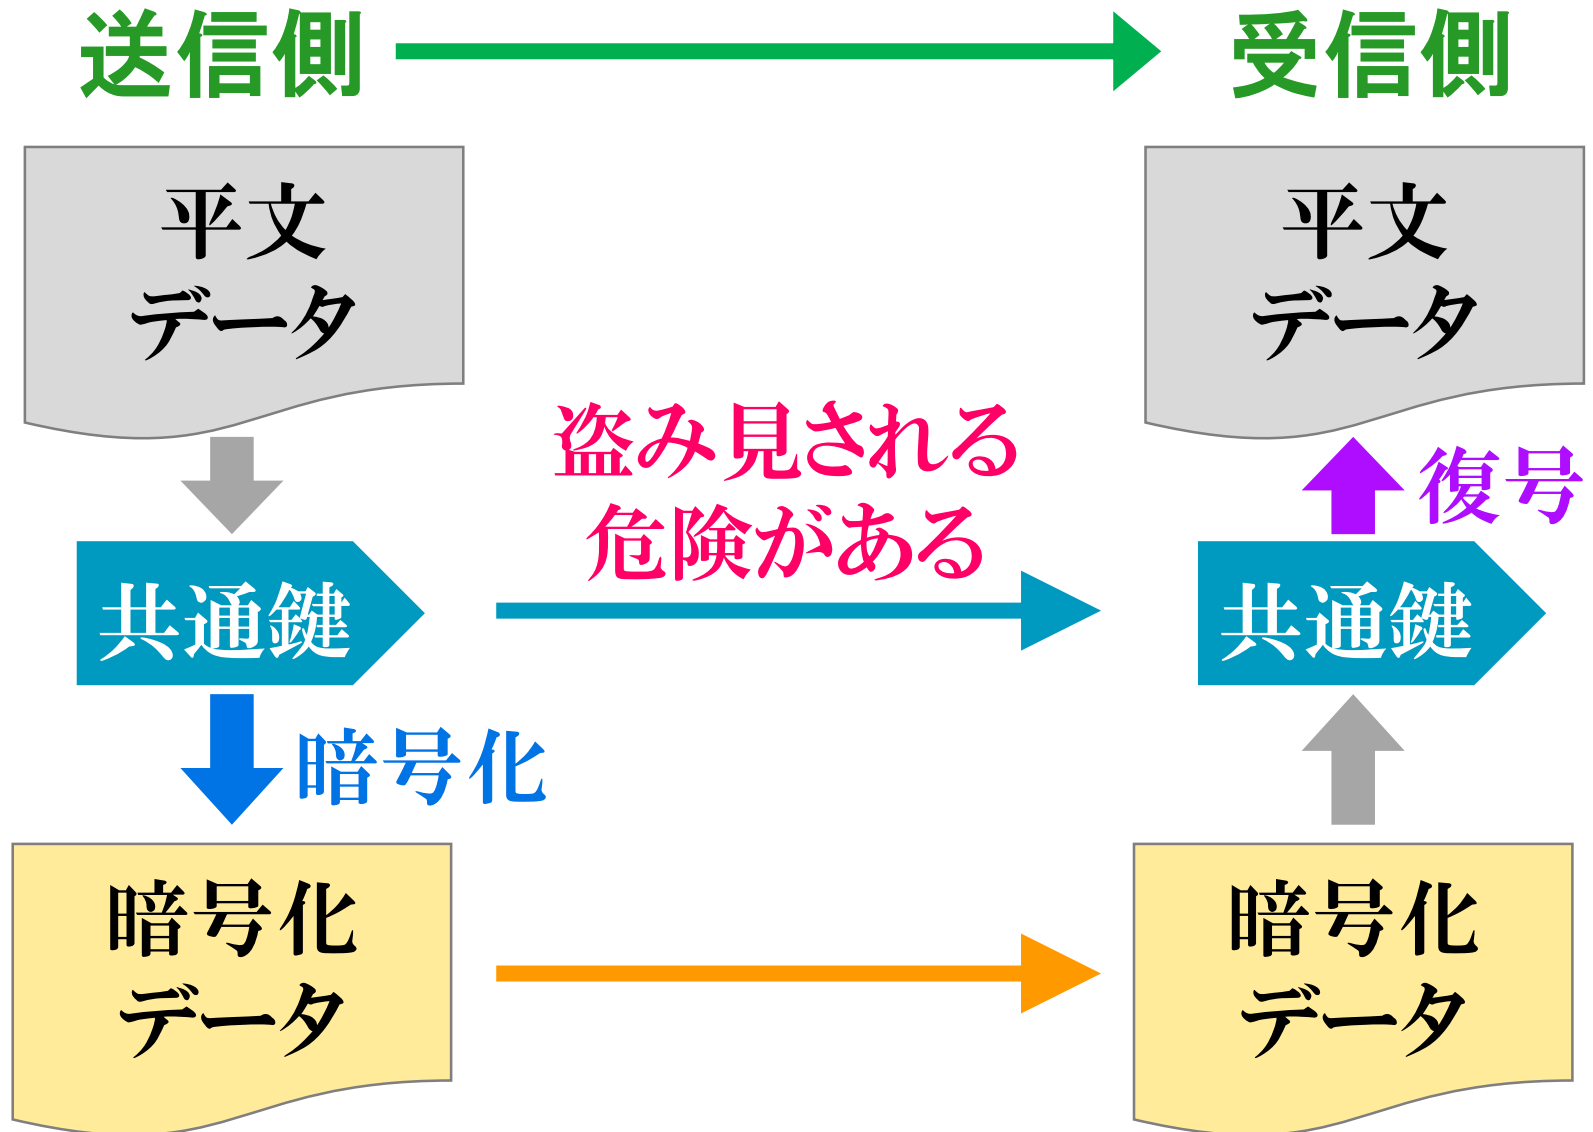 送信側
受信側
平文
データ
平文
データ
盗み見される
危険がある
復号
共通鍵
共通鍵
暗号化
暗号化
データ
暗号化
データ